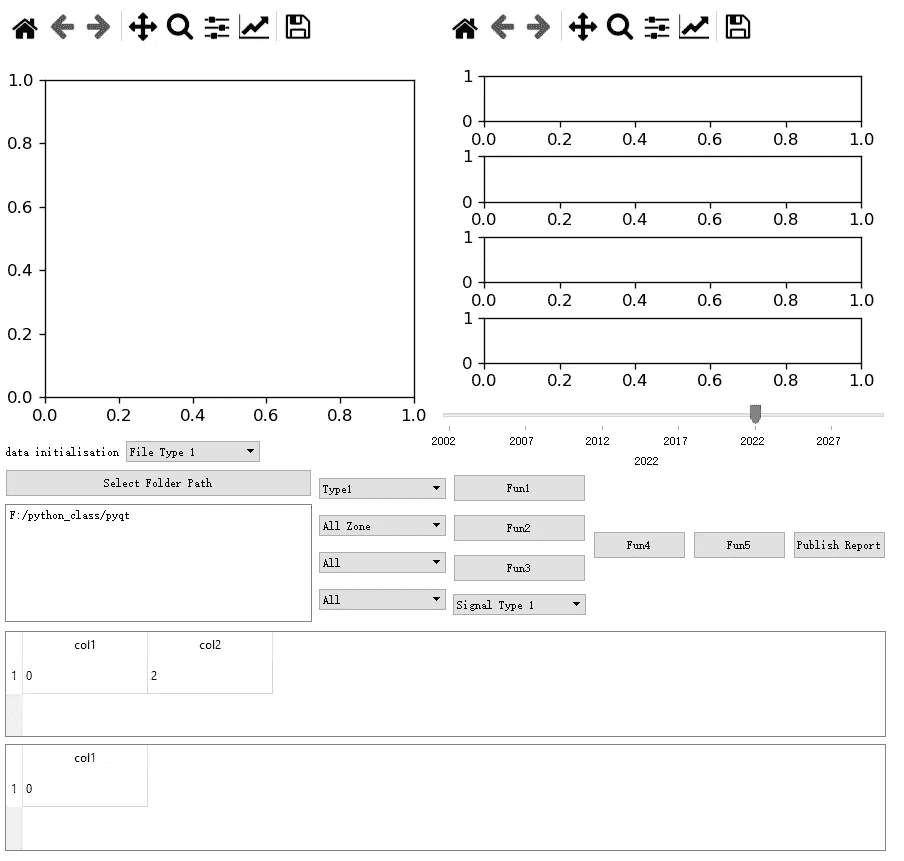 1.0
0.8
0.6
0.4
0.2
0.0
0.0 0.2 0.4 0.6 0.8 1.0
1
0
0.0 0.2 0.4 0.6 0.8 1.0
1
0
0.0 0.2 0.4 0.6 0.8 1.0
1
0
0.0 0.2 0.4 0.6 0.8 1.0
1
0
0.0 0.2 0.4 0.6 0.8 1.0
2002 2007 2012 2017 2022 2027
2022
data initialisation File Type 1
Select Folder Path
F:/python_class/pyqt
Type1
All Zone
All
All
Fun1
Fun2
Fun3
Signal Type 1
Fun4 Fun5 Publish Report
col1 col2
1 0 2
col1
1 0